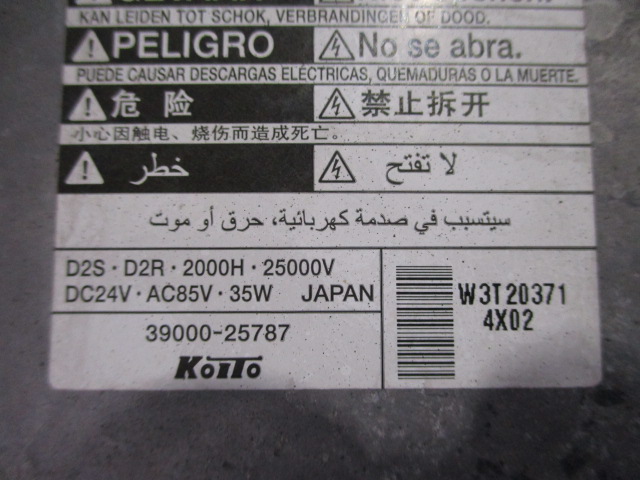 KAN LEIDEN TOT SCHOK, VERBRANDINGEN OF DOOD.
PELIGRO No se abra.
PUEDE CAUSAR DESCARGAS ELÉCTRICAS, QUEMADURAS O LA MUERTE.
危 险 禁止拆开
小心因触电、烧伤而造成死亡。
خطر لا تفتح
سيتسبب في صدمة كهربائية، حرق أو موت
D2S · D2R · 2000H · 25000V
DC24V · AC85V · 35W JAPAN
39000-25787
KOITO
W3T20371
4X02